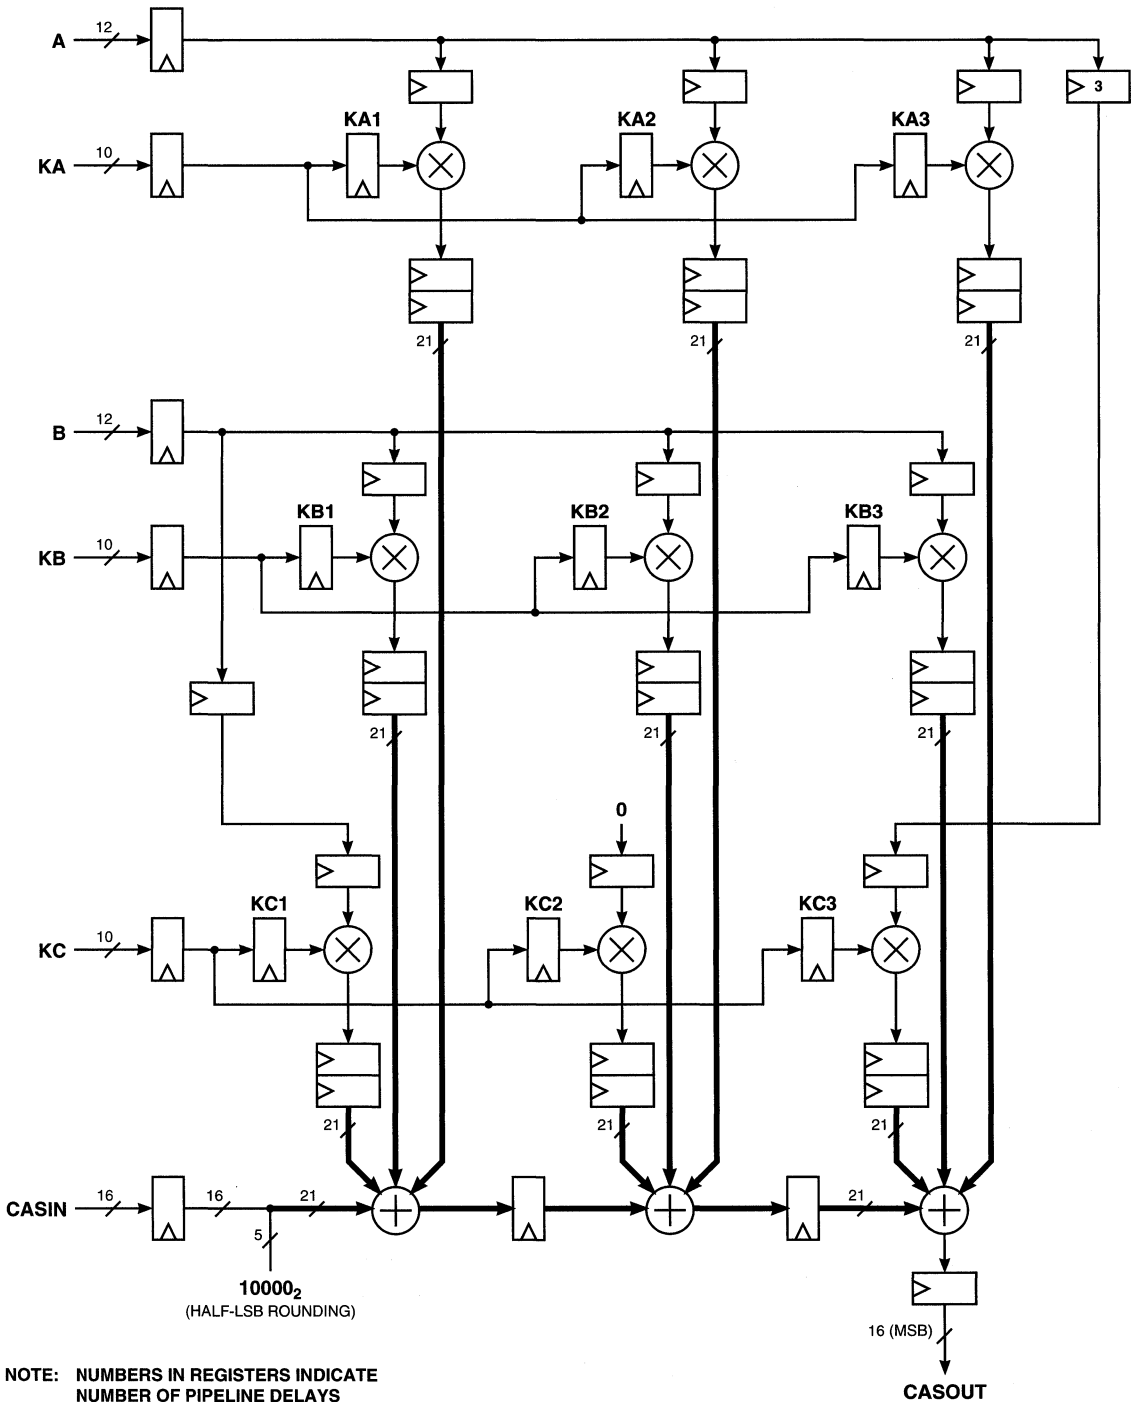 A
12
3
KA
10
KA1
KA2
KA3
21
21
21
B
12
KB
10
KB1
KB2
KB3
21
21
21
0
KC
10
KC1
KC2
KC3
21
21
21
CASIN
16
16
21
21
5
10000₂
(HALF-LSB ROUNDING)
16 (MSB)
CASOUT
NOTE: NUMBERS IN REGISTERS INDICATE
NUMBER OF PIPELINE DELAYS